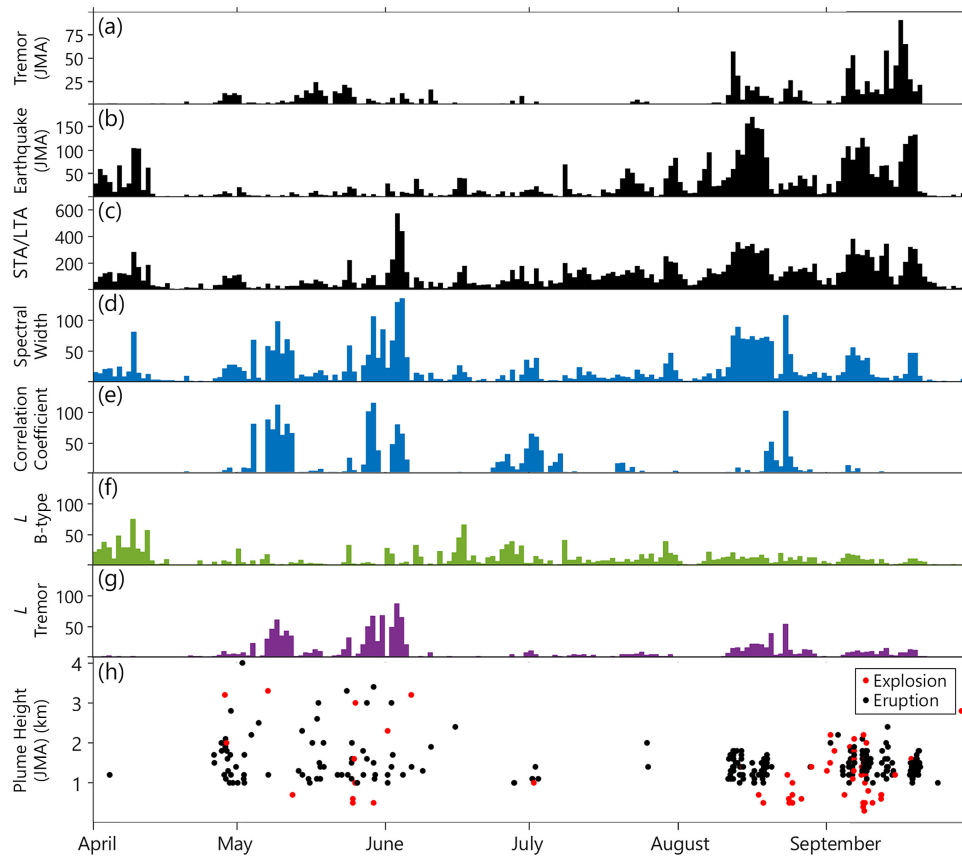 (a)
Tremor
(JMA)
75
50
25
(b)
Earthquake
(JMA)
150
100
50
(c)
STA/LTA
600
400
200
(d)
Spectral
Width
100
50
(e)
Correlation
Coefficient
100
50
(f)
L
B-type
100
50
(g)
L
Tremor
100
50
(h)
Plume Height
(JMA) (km)
4
3
2
1
Explosion
Eruption
April May June July August September